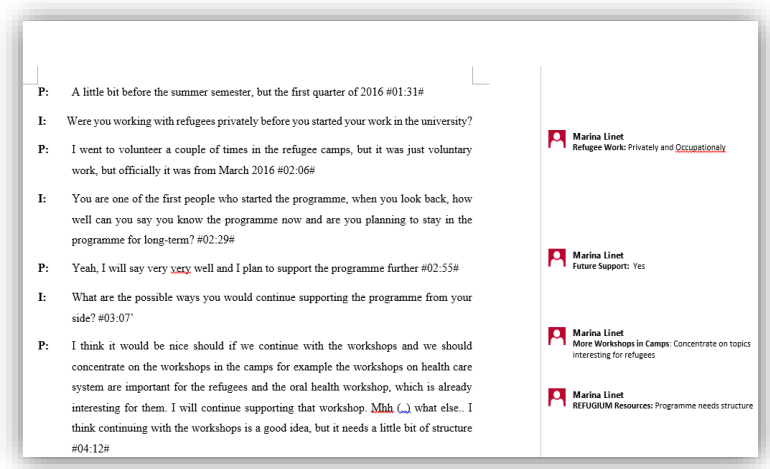 P: A little bit before the summer semester, but the first quarter of 2016 #01:31#
I: Were you working with refugees privately before you started your work in the university?
P: I went to volunteer a couple of times in the refugee camps, but it was just voluntary
work, but officially it was from March 2016 #02:06#
I: You are one of the first people who started the programme, when you look back, how
well can you say you know the programme now and are you planning to stay in the
programme for long-term? #02:29#
P: Yeah, I will say very very well and I plan to support the programme further #02:55#
I: What are the possible ways you would continue supporting the programme from your
side? #03:07'
P: I think it would be nice should if we continue with the workshops and we should
concentrate on the workshops in the camps for example the workshops on health care
system are important for the refugees and the oral health workshop, which is already
interesting for them. I will continue supporting that workshop. Mhh (..) what else.. I
think continuing with the workshops is a good idea, but it needs a little bit of structure
#04:12#
Marina Linet
Refugee Work: Privately and Occupationaly
Marina Linet
Future Support: Yes
Marina Linet
More Workshops in Camps: Concentrate on topics
interesting for refugees
Marina Linet
REFUGIUM Resources: Programme needs structure